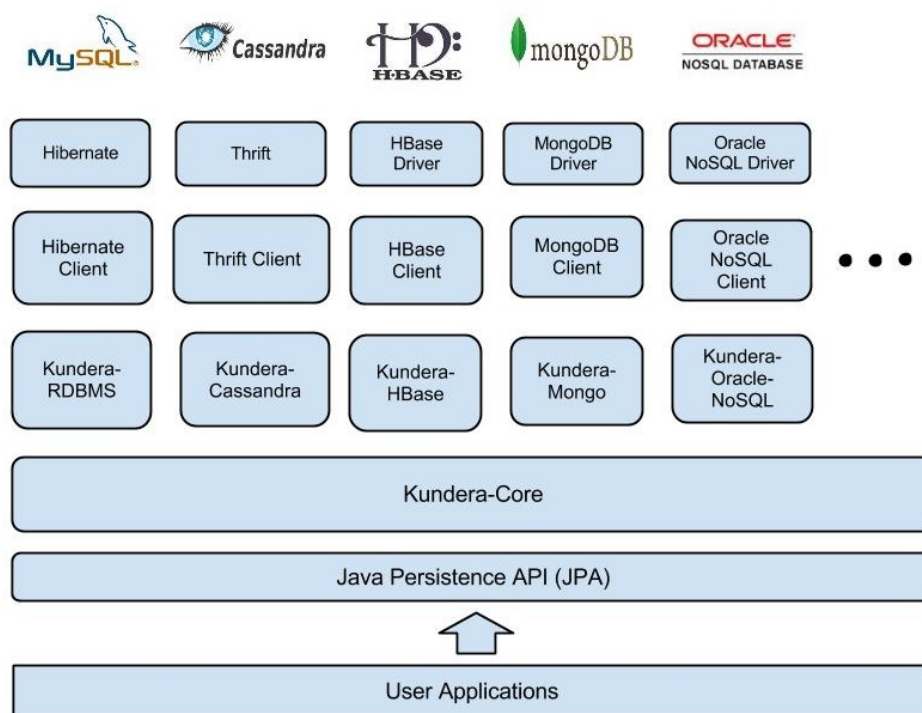 MySQL®
Cassandra
HBASE
mongoDB
ORACLE®
NOSQL DATABASE
Hibernate
Thrift
HBase
Driver
MongoDB
Driver
Oracle
NoSQL Driver
Hibernate
Client
Thrift Client
HBase
Client
MongoDB
Client
Oracle
NoSQL
Client
Kundera-
RDBMS
Kundera-
Cassandra
Kundera-
HBase
Kundera-
Mongo
Kundera-
Oracle-
NoSQL
Kundera-Core
Java Persistence API (JPA)
User Applications